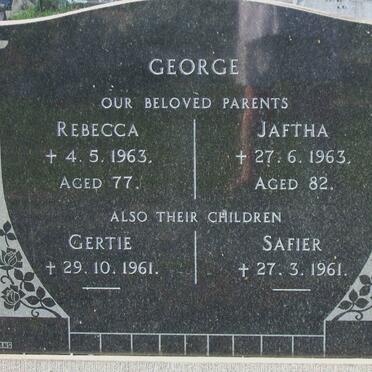 GEORGE
OUR BELOVED PARENTS
REBECCA JAFTHA
† 4.5.1963. † 27.6.1963.
AGED 77. AGED 82.
ALSO THEIR CHILDREN
GERTIE SAFIER
† 29.10.1961. † 27.3.1961.